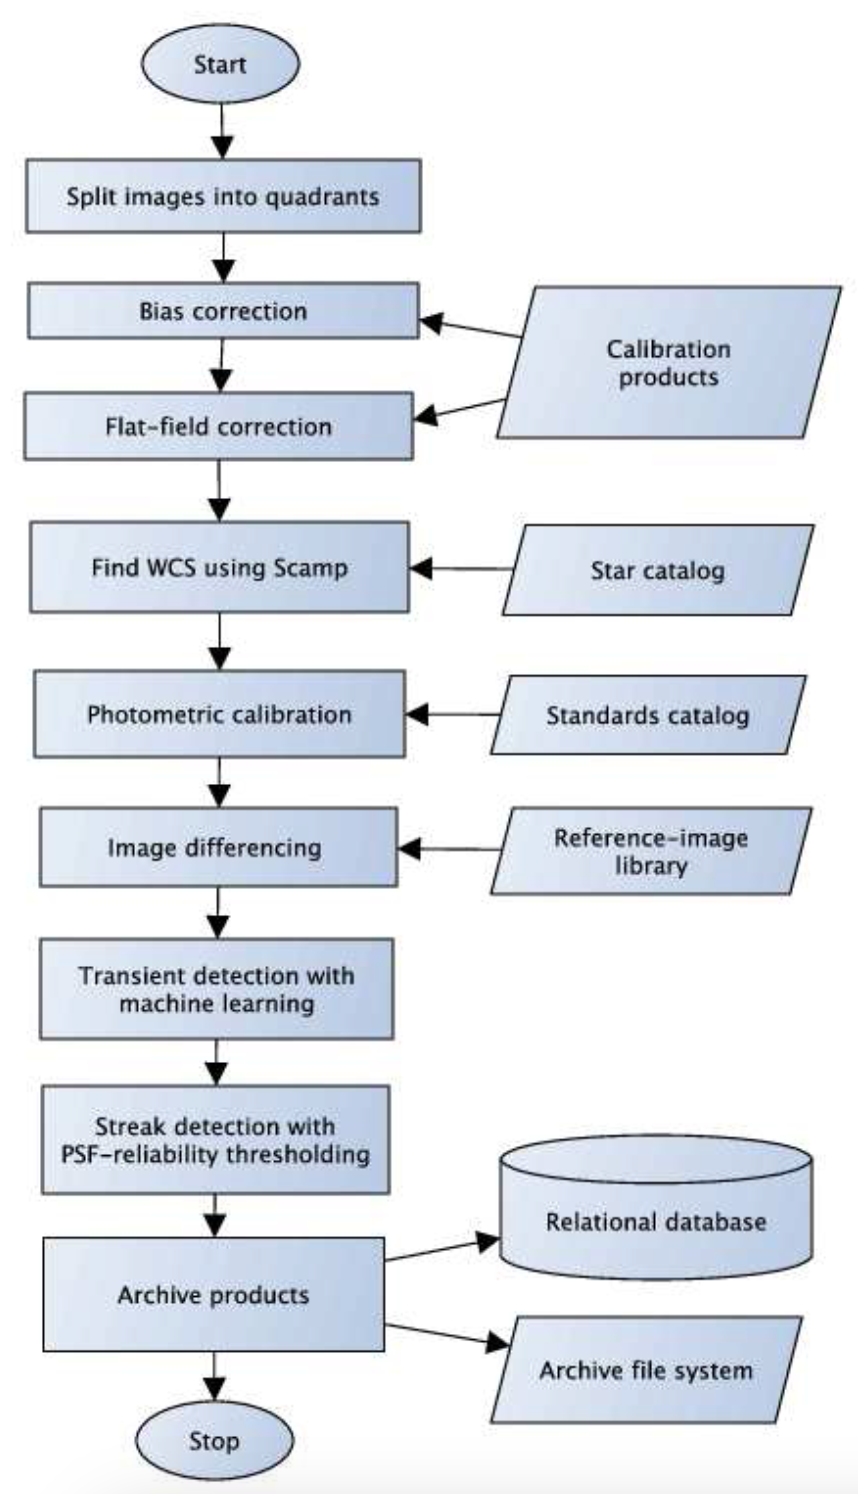 Start
Split images into quadrants
Bias correction
Calibration
products
Flat-field correction
Find WCS using Scamp
Star catalog
Photometric calibration
Standards catalog
Image differencing
Reference-image
library
Transient detection with
machine learning
Streak detection with
PSF-reliability thresholding
Relational database
Archive products
Archive file system
Stop